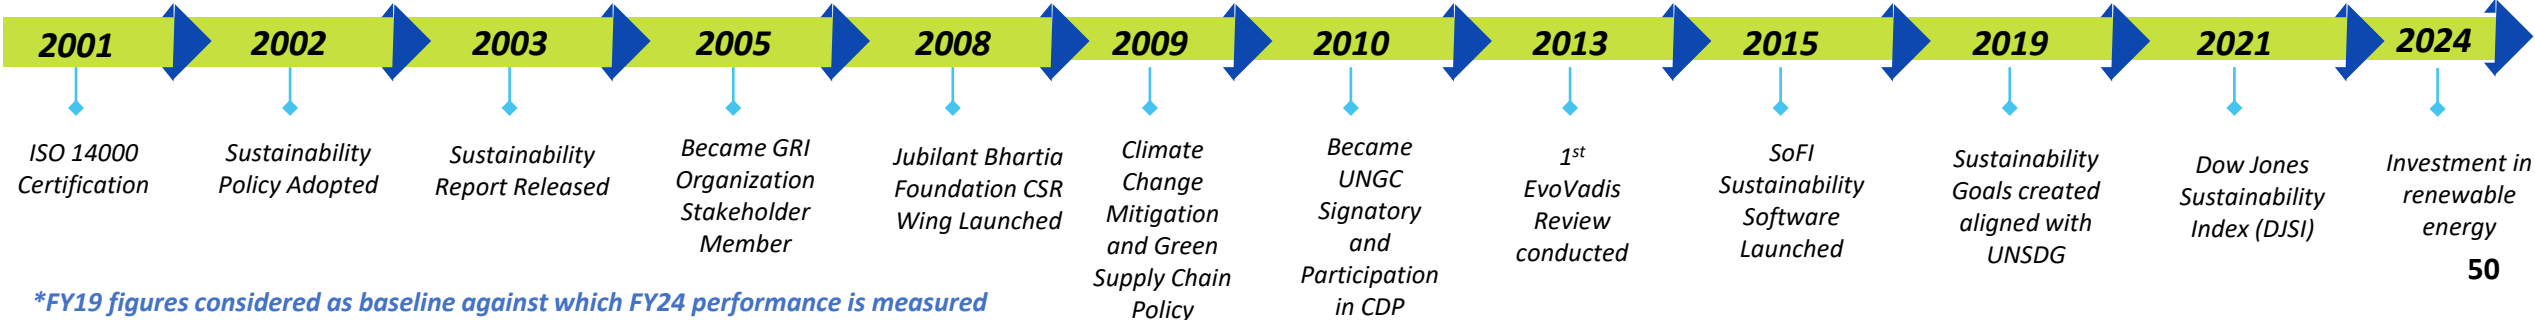 2001
2002
2003
2005
2008
2009
2010
2013
2015
2019
2021
2024
ISO 14000
Certification
Sustainability
Policy Adopted
Sustainability
Report Released
Became GRI
Organization
Stakeholder
Member
Jubilant Bhartia
Foundation CSR
Wing Launched
Climate
Change
Mitigation
and Green
Supply Chain
Policy
Became
UNGC
Signatory
and
Participation
in CDP
1st
EvoVadis
Review
conducted
SoFI
Sustainability
Software
Launched
Sustainability
Goals created
aligned with
UNSDG
Dow Jones
Sustainability
Index (DJSI)
Investment in
renewable
energy
50
*FY19 figures considered as baseline against which FY24 performance is measured